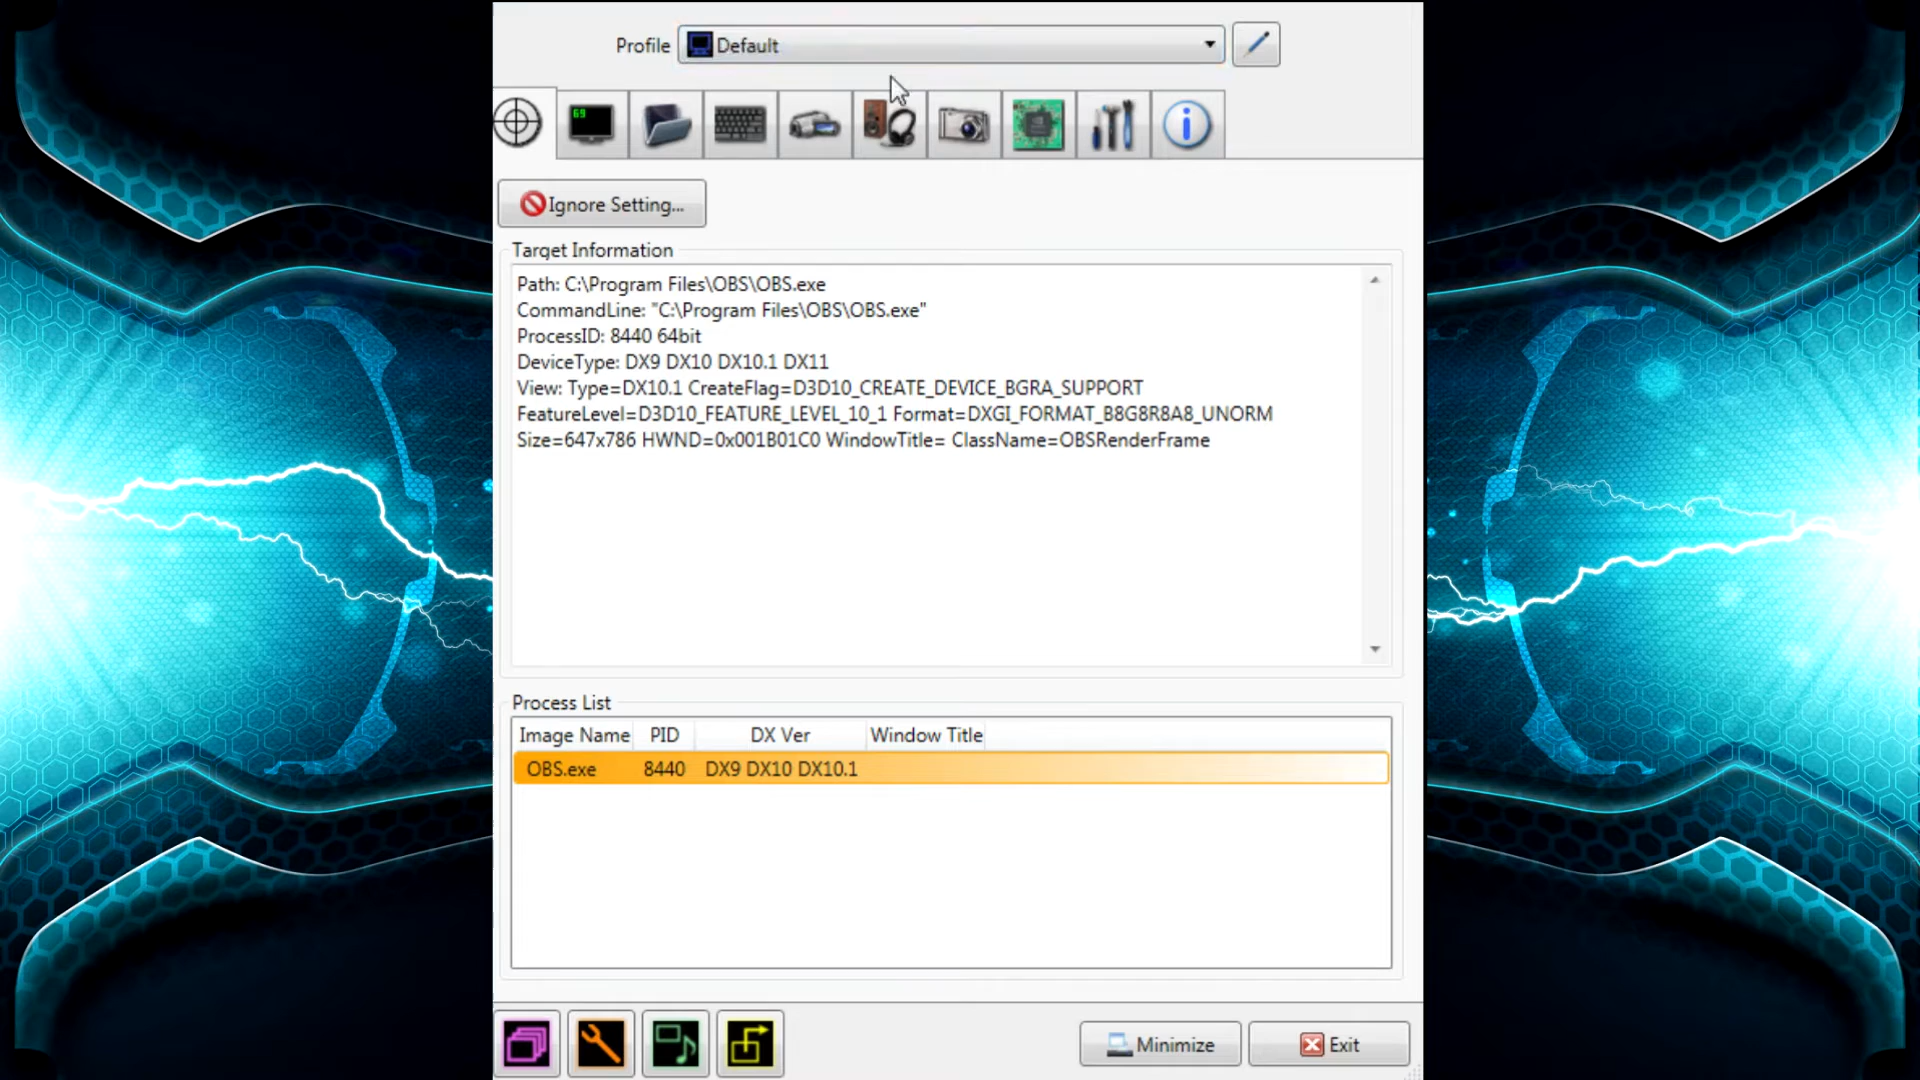 Profile
Default
69
Ignore Setting...
Target Information
Path: C:\Program Files\OBS\OBS.exe
CommandLine: "C:\Program Files\OBS\OBS.exe"
ProcessID: 8440 64bit
DeviceType: DX9 DX10 DX10.1 DX11
View: Type=DX10.1 CreateFlag=D3D10_CREATE_DEVICE_BGRA_SUPPORT
FeatureLevel=D3D10_FEATURE_LEVEL_10_1 Format=DXGI_FORMAT_B8G8R8A8_UNORM
Size=647x786 HWND=0x001B01C0 WindowTitle= ClassName=OBSRenderFrame
Process List
Image Name PID DX Ver Window Title
OBS.exe 8440 DX9 DX10 DX10.1
Minimize Exit